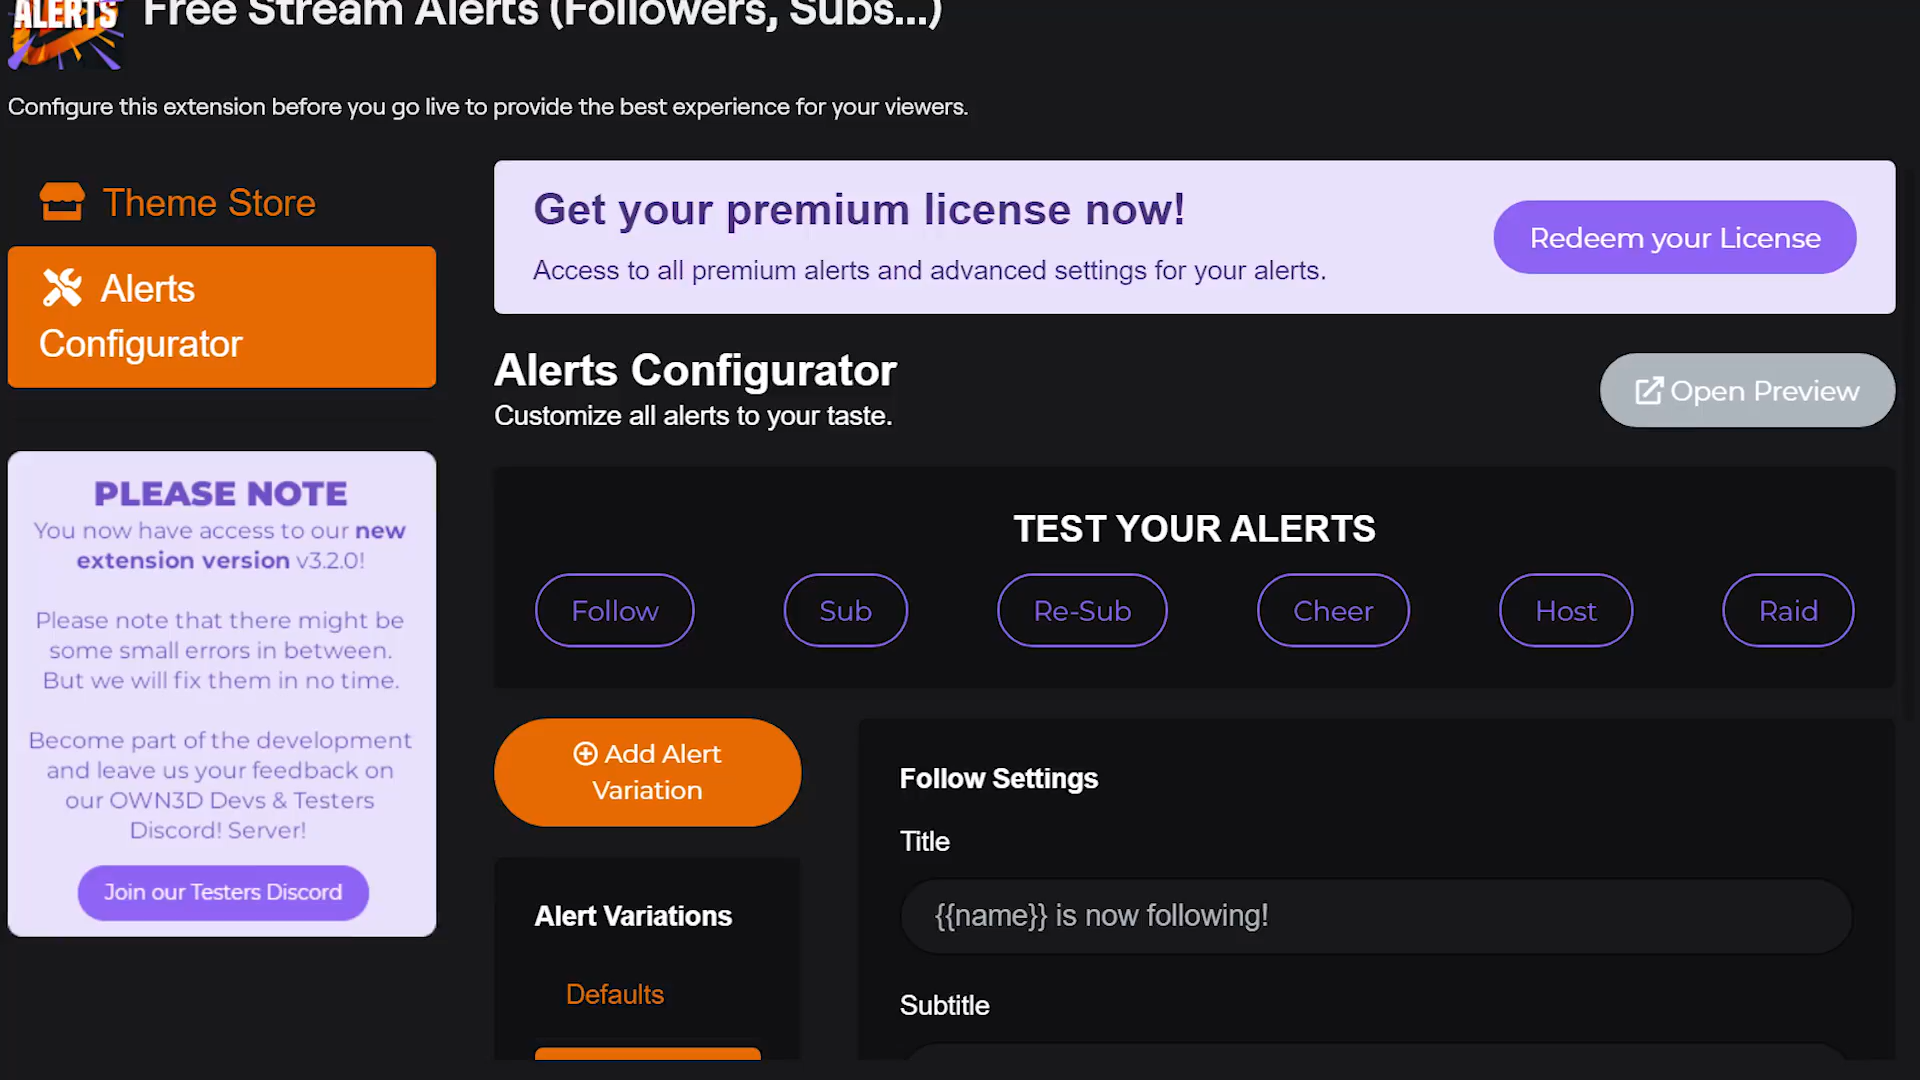 ALERTS
Free Stream Alerts (Followers, Subs...)
Configure this extension before you go live to provide the best experience for your viewers.
Theme Store
Alerts
Configurator
PLEASE NOTE
You now have access to our new
extension version v3.2.0!
Please note that there might be
some small errors in between.
But we will fix them in no time.
Become part of the development
and leave us your feedback on
our OWN3D Devs & Testers
Discord! Server!
Join our Testers Discord
Get your premium license now!
Access to all premium alerts and advanced settings for your alerts.
Redeem your License
Alerts Configurator
Customize all alerts to your taste.
Open Preview
TEST YOUR ALERTS
Follow
Sub
Re-Sub
Cheer
Host
Raid
Add Alert
Variation
Alert Variations
Defaults
Follow Settings
Title
{{name}} is now following!
Subtitle